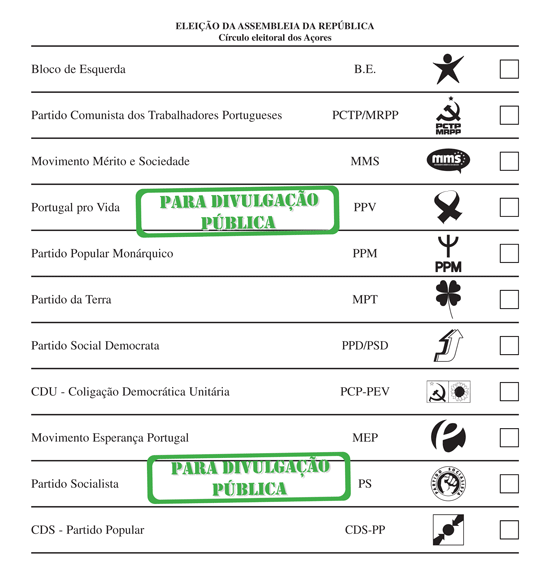 ELEIÇÃO DA ASSEMBLEIA DA REPÚBLICA
Círculo eleitoral dos Açores
Bloco de Esquerda B.E.
Partido Comunista dos Trabalhadores Portugueses PCTP/MRPP PCTP
MRPP
Movimento Mérito e Sociedade MMS mms
Portugal pro Vida PARA DIVULGAÇÃO PPV
PÚBLICA
Partido Popular Monárquico PPM PPM
Partido da Terra MPT
Partido Social Democrata PPD/PSD
CDU - Coligação Democrática Unitária PCP-PEV
Movimento Esperança Portugal MEP
PARA DIVULGAÇÃO
Partido Socialista PÚBLICA PS PARTIDO SOCIALISTA
CDS - Partido Popular CDS-PP